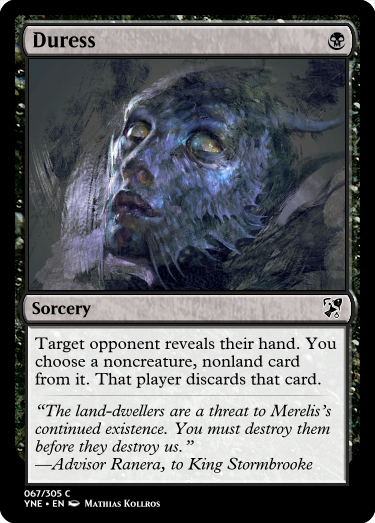 Duress
Sorcery
Target opponent reveals their hand. You
choose a noncreature, nonland card
from it. That player discards that card.
“The land-dwellers are a threat to Merelis’s
continued existence. You must destroy them
before they destroy us.”
—Advisor Ranera, to King Stormbrooke
067/305 C
YNE • EN Mathias Kollros